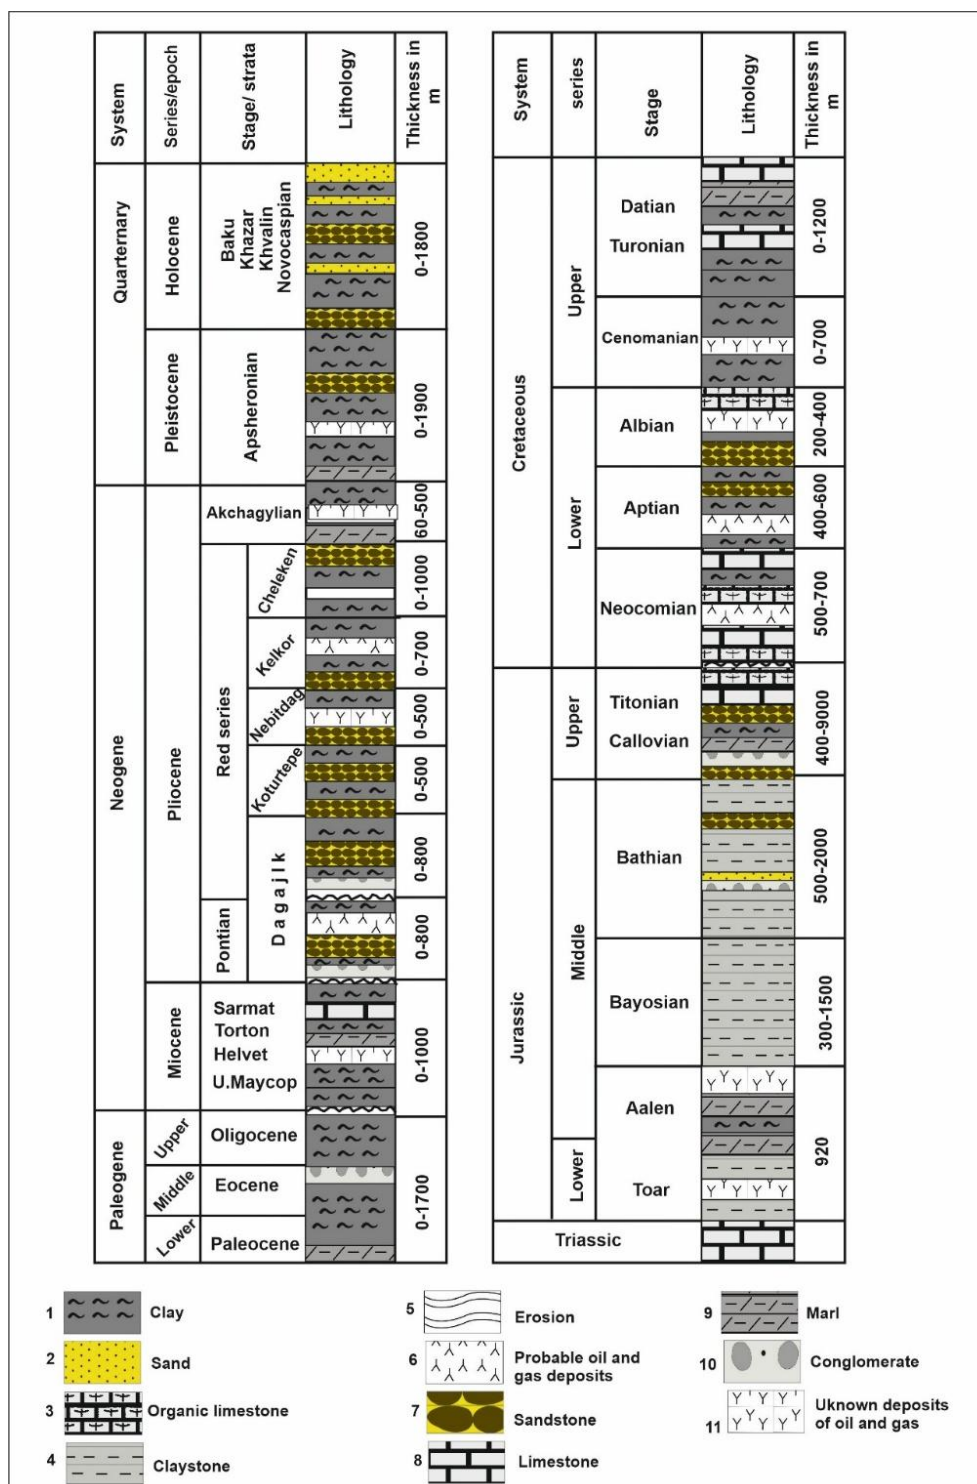 System
Series/epoch
Stage/ strata
Lithology
Thickness in
m
Quarternary
Holocene
Baku
Khazar
Khvalin
Novocaspian
0-1800
Pleistocene
Apsheronian
0-1900
Neogene
Pliocene
Akchagylian
60-500
Red series
Cheleken
0-1000
Kelkor
0-700
Nebitdag
0-500
Koturtepe
0-500
Dagajlk
0-800
Pontian
0-800
Miocene
Sarmat
Torton
Helvet
U.Maycop
0-1000
Paleogene
Upper
Oligocene
Middle
Eocene
Lower
Paleocene
0-1700
System
series
Stage
Lithology
Thickness in
m
Cretaceous
Upper
Datian
Turonian
0-1200
Cenomanian
0-700
Lower
Albian
200-400
Aptian
400-600
Neocomian
500-700
Jurassic
Upper
Titonian
Callovian
400-9000
Middle
Bathian
500-2000
Bayosian
300-1500
Aalen
920
Lower
Toar
Triassic
1 Clay
2 Sand
3 Organic limestone
4 Claystone
5 Erosion
6 Probable oil and
gas deposits
7 Sandstone
8 Limestone
9 Marl
10 Conglomerate
11 Uknown deposits
of oil and gas